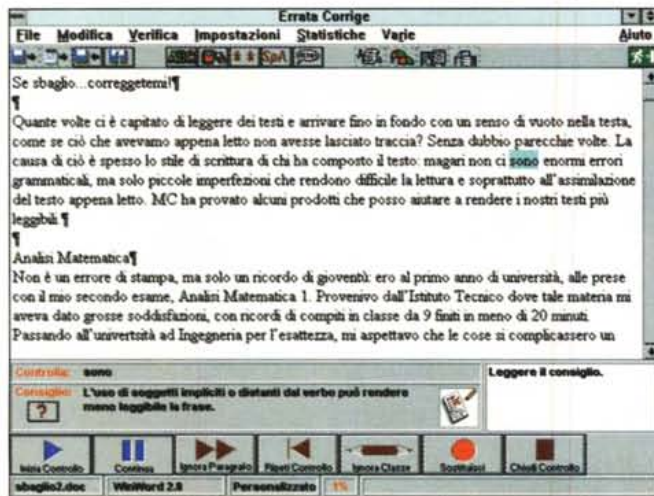 Errata Corrige
File Modifica Verifica Impostazioni Statistiche Varie Aiuto
ABC $ $ SpA
Se sbaglio...correggetemi!¶
¶
Quante volte ci è capitato di leggere dei testi e arrivare fino in fondo con un senso di vuoto nella testa,
come se ciò che avevamo appena letto non avesse lasciato traccia? Senza dubbio parecchie volte. La
causa di ciò è spesso lo stile di scrittura di chi ha composto il testo: magari non ci sono enormi errori
grammaticali, ma solo piccole imperfezioni che rendono difficile la lettura e soprattutto all'assimilazione
del testo appena letto. MC ha provato alcuni prodotti che posso aiutare a rendere i nostri testi più
leggibili.¶
¶
Analisi Matematica¶
Non è un errore di stampa, ma solo un ricordo di gioventù: ero al primo anno di università, alle prese
con il mio secondo esame, Analisi Matematica 1. Provenivo dall'Istituto Tecnico dove tale materia mi
aveva dato grosse soddisfazioni, con ricordi di compiti in classe da 9 finiti in meno di 20 minuti.
Passando all'univertsità ad Ingegneria per l'esattezza, mi aspettavo che le cose si complicassero un
Controlla: sono
Leggere il consiglio.
Consiglio: L'uso di soggetti impliciti o distanti dal verbo può rendere
meno leggibile la frase.
?
Inizia Controllo Continua Ignora Paragrafo Ripeti Controllo Ignora Classe Sostituisci Chiudi Controllo
sbaglio2.doc WinWord 2.0 Personalizzato 1%